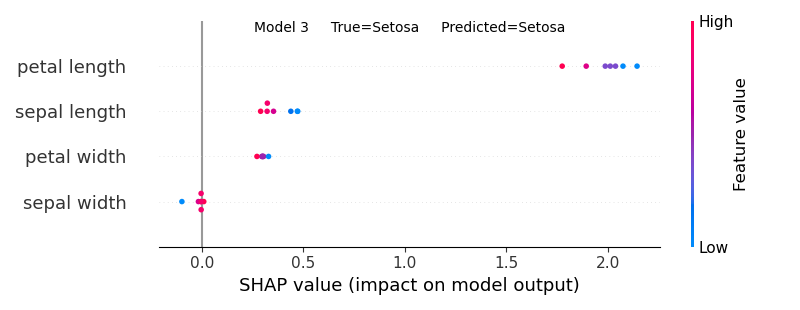 Model 3 True=Setosa Predicted=Setosa
High
petal length
sepal length
petal width
sepal width
Feature value
Low
0.0 0.5 1.0 1.5 2.0
SHAP value (impact on model output)